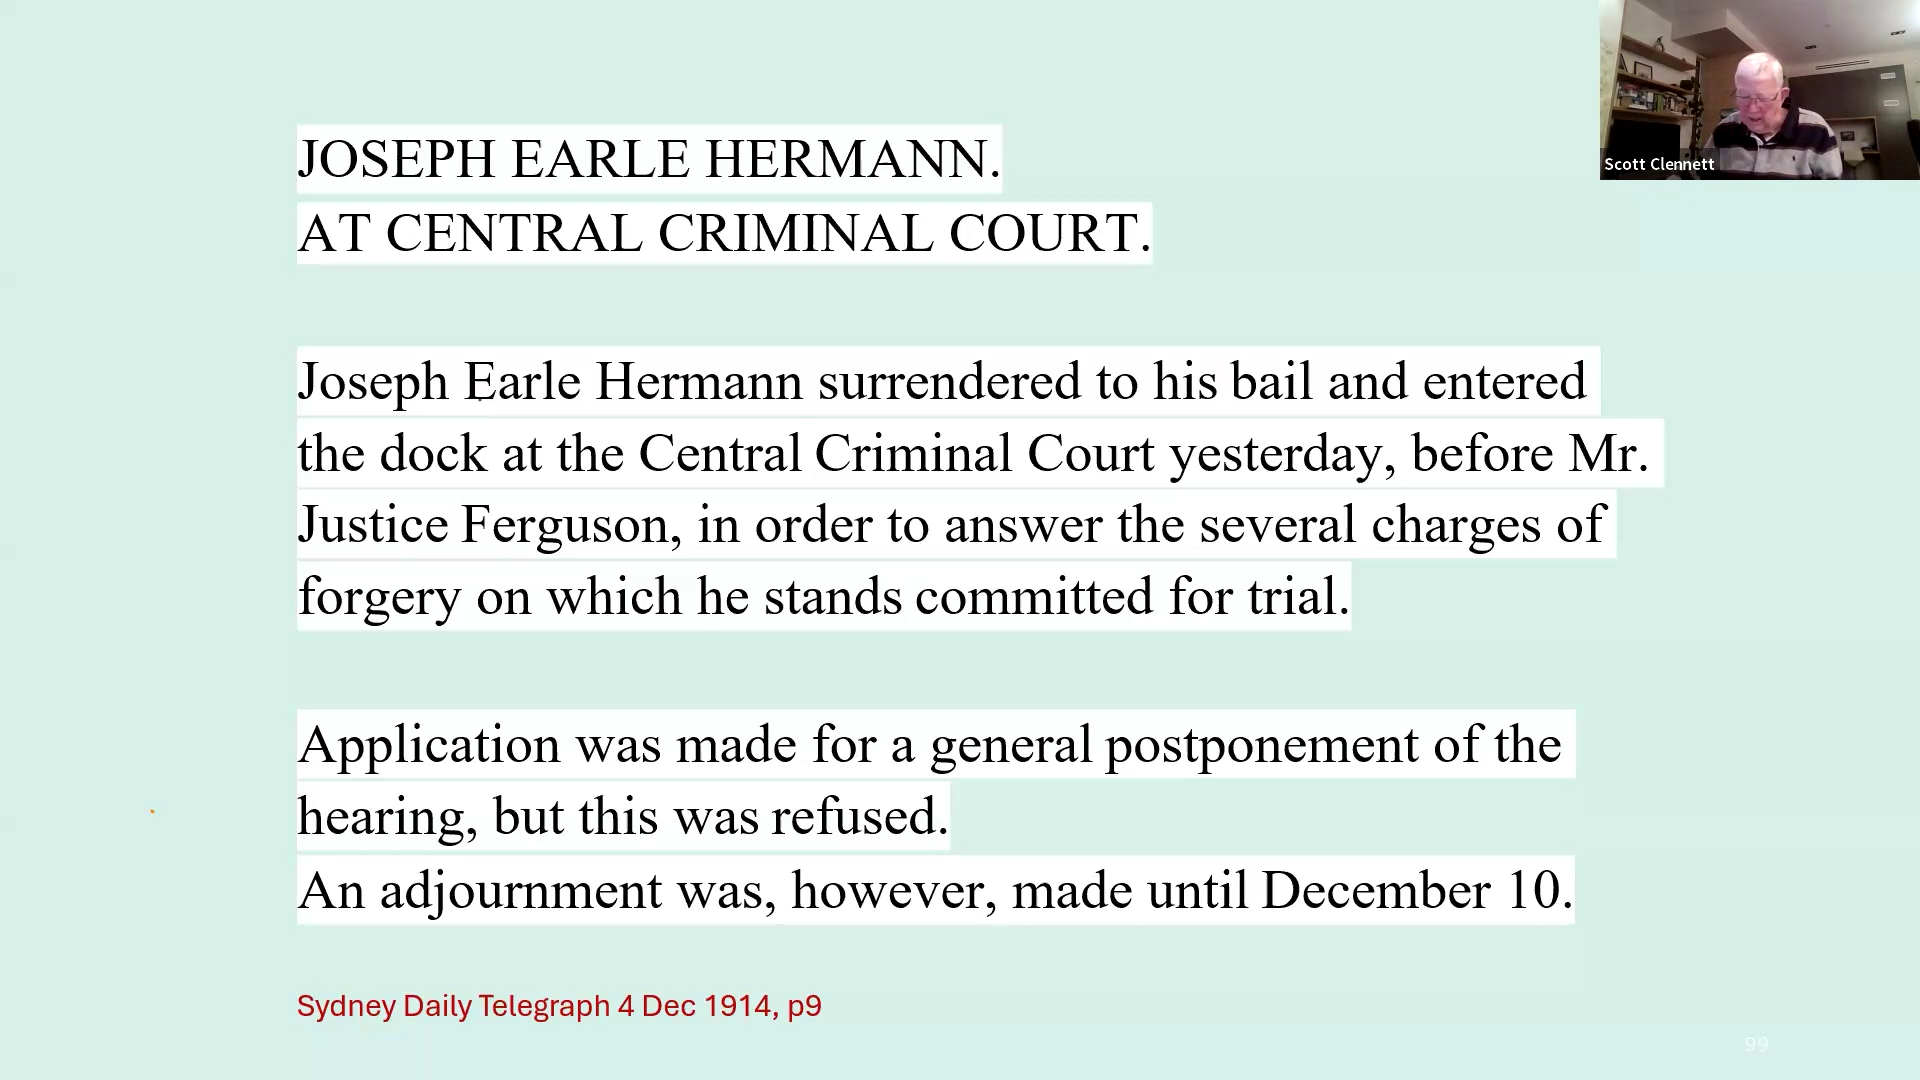 JOSEPH EARLE HERMANN.
AT CENTRAL CRIMINAL COURT.
Joseph Earle Hermann surrendered to his bail and entered
the dock at the Central Criminal Court yesterday, before Mr.
Justice Ferguson, in order to answer the several charges of
forgery on which he stands committed for trial.
Application was made for a general postponement of the
hearing, but this was refused.
An adjournment was, however, made until December 10.
Sydney Daily Telegraph 4 Dec 1914, p9
99
Scott Clennett